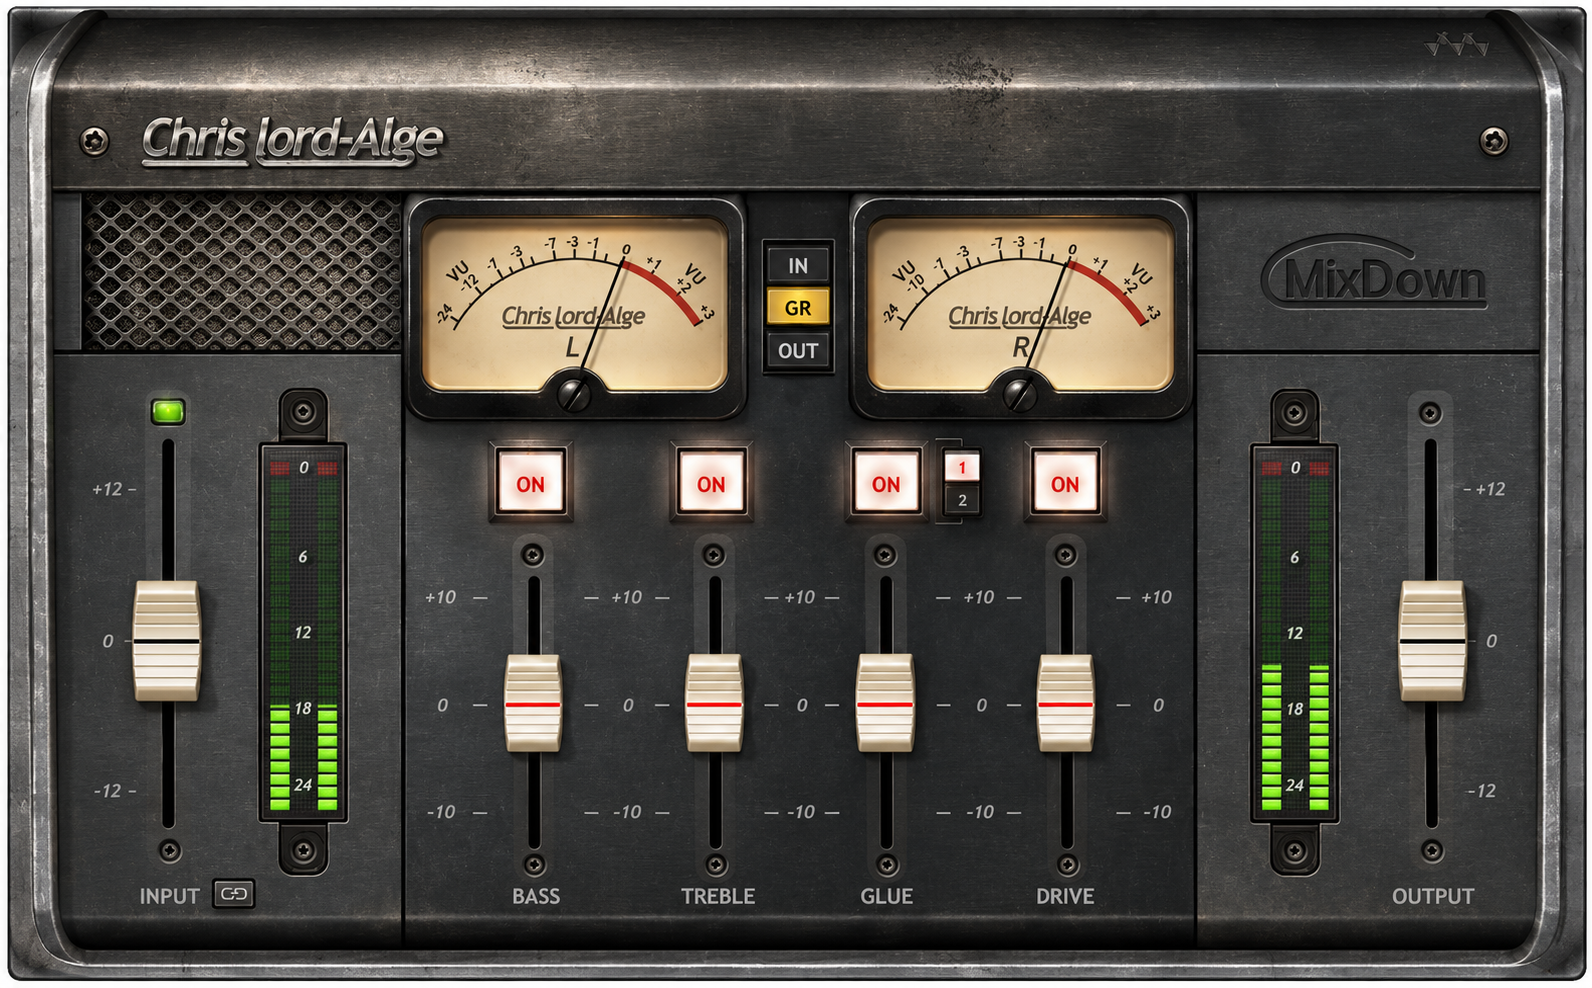 Chris lord-Alge
VU -24 -12 -7 -3 -7 -3 -1 0 +1 +2 +3 VU
Chris lord-Alge
L
IN
GR
OUT
VU -24 -10 -7 -3 -7 -3 -1 0 +1 +2 +3 VU
Chris lord-Alge
R
MixDown
ON ON ON 1 ON
2
+12
0
-12
0
6
12
18
24
+10 +10 +10 +10 +10
0 0 0 0 0
-10 -10 -10 -10 -10
0
6
12
18
24
+12
0
-12
INPUT BASS TREBLE GLUE DRIVE OUTPUT